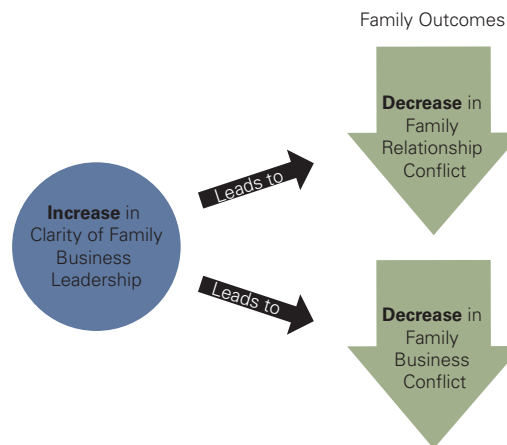 Family Outcomes
Decrease in
Family
Relationship
Conflict
Leads to
Increase in
Clarity of Family
Business
Leadership
Leads to
Decrease in
Family
Business
Conflict